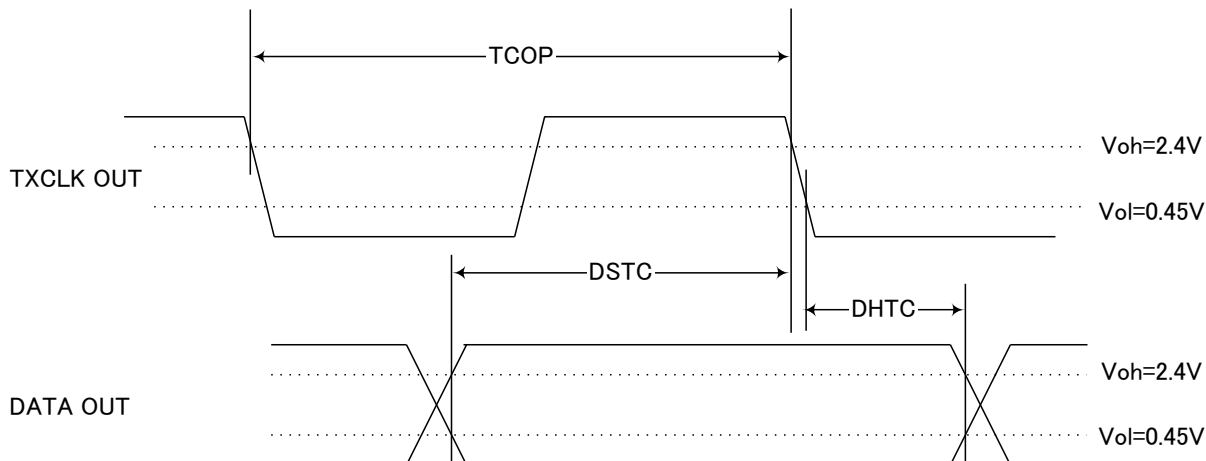 TCOP
Voh=2.4V
TXCLK OUT
Vol=0.45V
DSTC
DHTC
Voh=2.4V
DATA OUT
Vol=0.45V